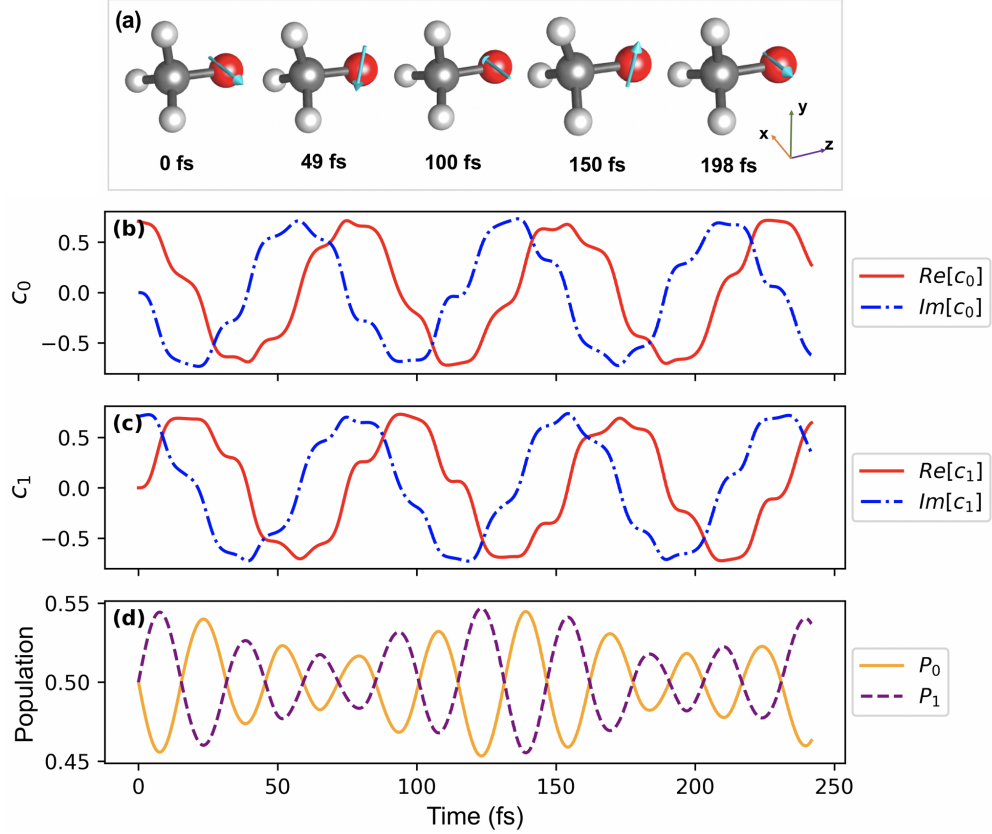 (a)
0 fs 49 fs 100 fs 150 fs 198 fs
y
x
z
(b)
0.5
0.0
−0.5
c₀
Re[c₀]
Im[c₀]
(c)
0.5
0.0
−0.5
c₁
Re[c₁]
Im[c₁]
(d)
0.55
0.50
0.45
Population
P₀
P₁
0 50 100 150 200 250
Time (fs)